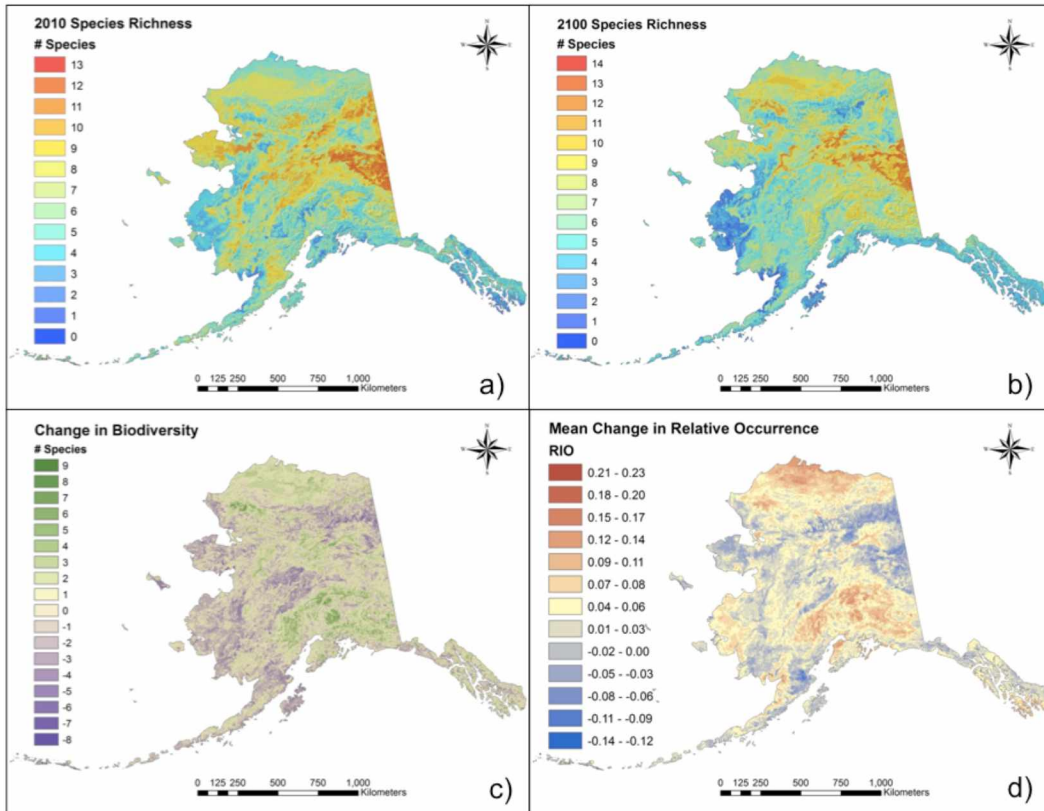 2010 Species Richness
# Species
13
12
11
10
9
8
7
6
5
4
3
2
1
0
N
W E
S
0 125 250 500 750 1,000
Kilometers
a)
2100 Species Richness
# Species
14
13
12
11
10
9
8
7
6
5
4
3
2
1
0
N
W E
S
0 125 250 500 750 1,000
Kilometers
b)
Change in Biodiversity
# Species
9
8
7
6
5
4
3
2
1
0
-1
-2
-3
-4
-5
-6
-7
-8
N
W E
S
0 125 250 500 750 1,000
Kilometers
c)
Mean Change in Relative Occurrence
RIO
0.21 - 0.23
0.18 - 0.20
0.15 - 0.17
0.12 - 0.14
0.09 - 0.11
0.07 - 0.08
0.04 - 0.06
0.01 - 0.03
-0.02 - 0.00
-0.05 - -0.03
-0.08 - -0.06
-0.11 - -0.09
-0.14 - -0.12
N
W E
S
0 125 250 500 750 1,000
Kilometers
d)